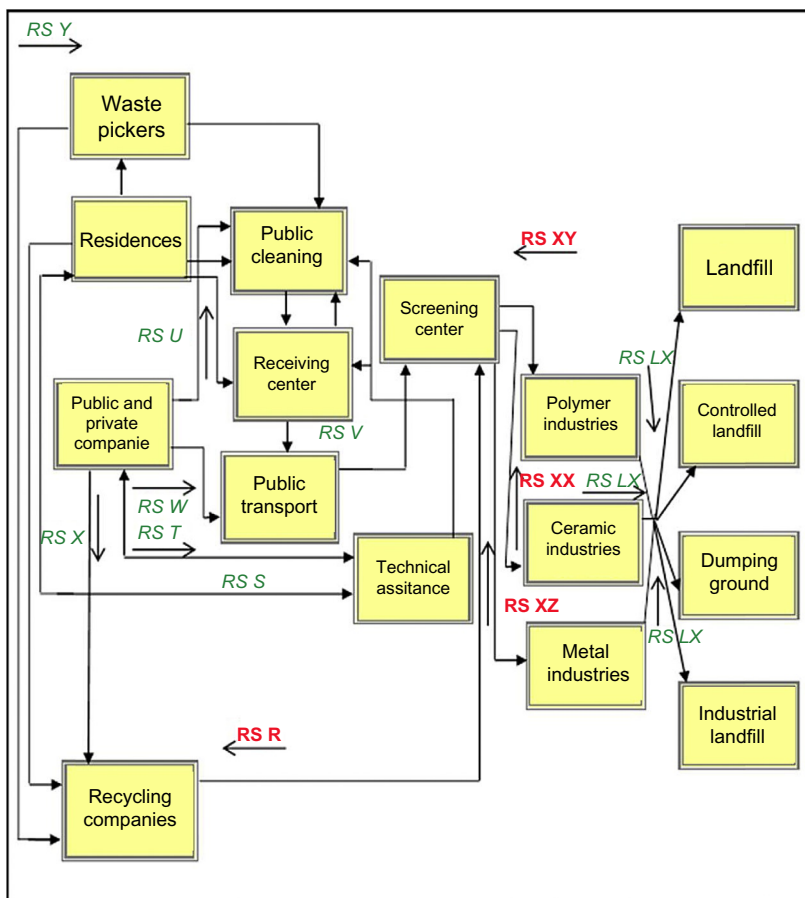 RS Y
Waste
pickers
Residences
Public
cleaning
RS XY
Landfill
Screening
center
RS U
Receiving
center
RS LX
Public and
private
companie
Polymer
industries
Controlled
landfill
RS V
Public
transport
RS XX
RS LX
RS W
RS X
RS T
Ceramic
industries
Technical
assitance
Dumping
ground
RS S
RS XZ
RS LX
Metal
industries
Industrial
landfill
RS R
Recycling
companies